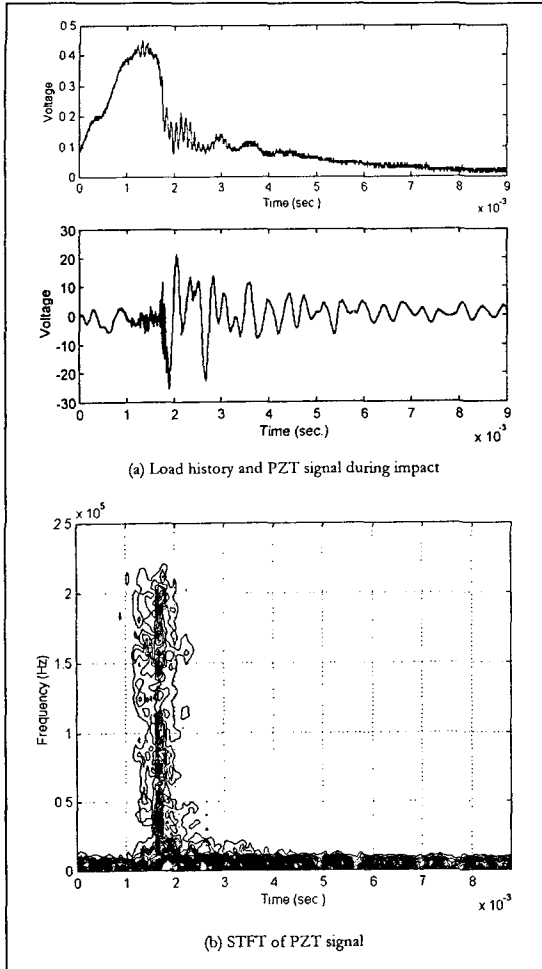 0 5
0 4
0 3
0 2
0 1
0
Voltage
0 1 2 3 4 5 6 7 8 9
Time (sec.)
x 10⁻³
30
20
10
0
-10
-20
-30
Voltage
0 1 2 3 4 5 6 7 8 9
Time (sec.)
x 10⁻³
(a) Load history and PZT signal during impact
x 10⁵
2 5
2
1 5
1
0 5
0
Frequency (Hz)
0 1 2 3 4 5 6 7 8
Time (sec)
x 10⁻³
(b) STFT of PZT signal